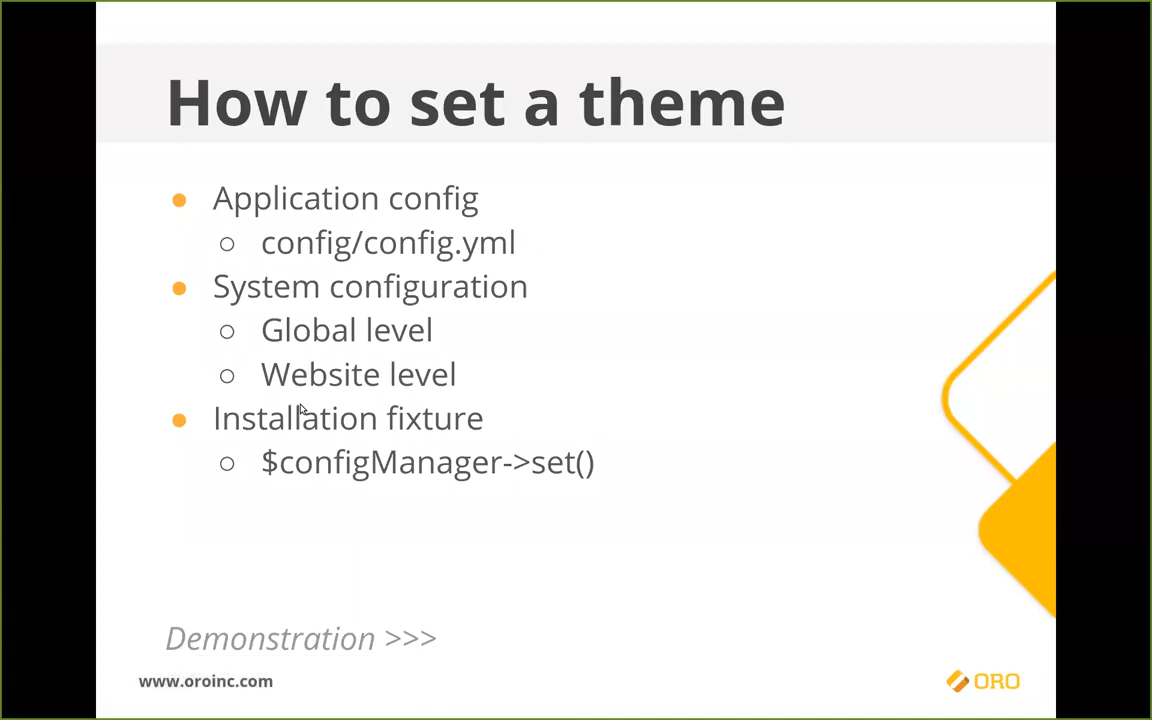 How to set a theme
Application config
config/config.yml
System configuration
Global level
Website level
Installation fixture
$configManager->set()
Demonstration >>>
www.oroinc.com
ORO